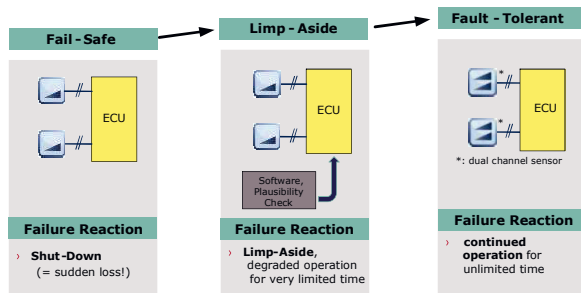 Fail - Safe
ECU
Failure Reaction
› Shut-Down
(= sudden loss!)
Limp - Aside
ECU
Software,
Plausibility
Check
Failure Reaction
› Limp-Aside,
degraded operation
for very limited time
Fault - Tolerant
*
ECU
*
*: dual channel sensor
Failure Reaction
› continued
operation for
unlimited time